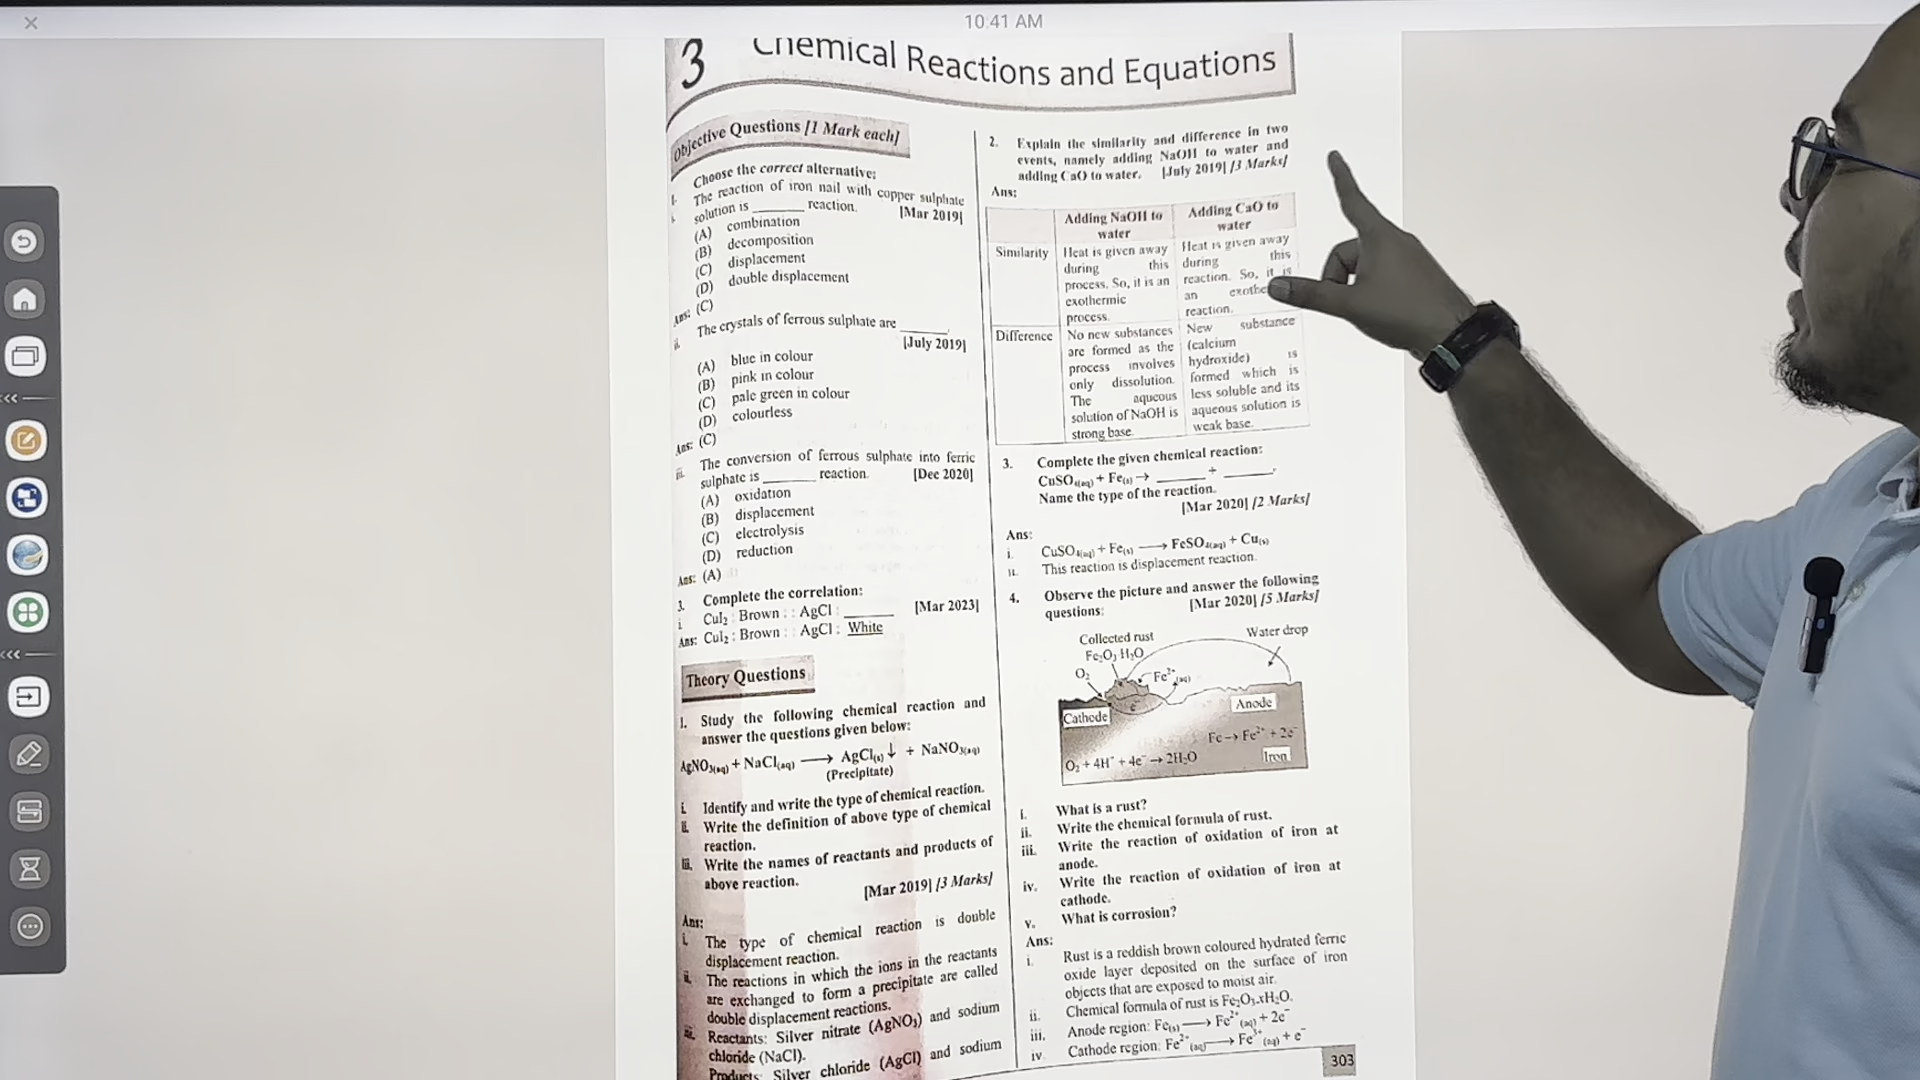 10:41 AM
3 Chemical Reactions and Equations
Objective Questions [1 Mark each]
Choose the correct alternative:
The reaction of iron nail with copper sulphate
solution is ______ reaction. [Mar 2019]
(A) combination
(B) decomposition
(C) displacement
(D) double displacement
Ans: (C)
ii. The crystals of ferrous sulphate are ______.
[July 2019]
(A) blue in colour
(B) pink in colour
(C) pale green in colour
(D) colourless
Ans: (C)
iii. The conversion of ferrous sulphate into ferric
sulphate is ______ reaction. [Dec 2020]
(A) oxidation
(B) displacement
(C) electrolysis
(D) reduction
Ans: (A)
3. Complete the correlation:
i CuI₂ : Brown : : AgCl : ______ [Mar 2023]
Ans: CuI₂ : Brown : : AgCl : White
Theory Questions
1. Study the following chemical reaction and
answer the questions given below:
AgNO₃(aq) + NaCl(aq) ⟶ AgCl(s)↓ + NaNO₃(aq)
(Precipitate)
i. Identify and write the type of chemical reaction.
ii. Write the definition of above type of chemical
reaction.
iii. Write the names of reactants and products of
above reaction.
[Mar 2019] [3 Marks]
Ans:
i. The type of chemical reaction is double
displacement reaction.
ii. The reactions in which the ions in the reactants
are exchanged to form a precipitate are called
double displacement reactions.
iii. Reactants: Silver nitrate (AgNO₃) and sodium
chloride (NaCl).
Products: Silver chloride (AgCl) and sodium
2. Explain the similarity and difference in two
events, namely adding NaOH to water and
adding CaO to water. [July 2019] [3 Marks]
Ans:
Adding NaOH to water
Adding CaO to water
Similarity
Heat is given away
during this
process. So, it is an
exothermic
process.
Heat is given away
during this
reaction. So, it is
an
reaction.
Difference
No new substances
are formed as the
process involves
only dissolution.
The aqueous
solution of NaOH is
strong base.
New substance
(calcium
hydroxide) is
formed which is
less soluble and its
aqueous solution is
weak base.
3. Complete the given chemical reaction:
CuSO₄(aq) + Fe(s) → ______ + ______.
Name the type of the reaction.
[Mar 2020] [2 Marks]
Ans:
i. CuSO₄(aq) + Fe(s) ⟶ FeSO₄(aq) + Cu(s)
ii. This reaction is displacement reaction.
4. Observe the picture and answer the following
questions: [Mar 2020] [5 Marks]
Collected rust
Fe₂O₃ H₂O
Water drop
O₂
Fe²⁺(aq)
e⁻
Cathode
Anode
Fe → Fe²⁺ + 2e⁻
O₂ + 4H⁺ + 4e⁻ → 2H₂O
Iron
i. What is a rust?
ii. Write the chemical formula of rust.
iii. Write the reaction of oxidation of iron at
anode.
iv. Write the reaction of oxidation of iron at
cathode.
v. What is corrosion?
Ans:
i. Rust is a reddish brown coloured hydrated ferric
oxide layer deposited on the surface of iron
objects that are exposed to moist air.
ii. Chemical formula of rust is Fe₂O₃.xH₂O.
iii. Anode region: Fe(s) ⟶ Fe²⁺(aq) + 2e⁻
iv Cathode region: Fe²⁺(aq) ⟶ Fe³⁺(aq) + e⁻
303